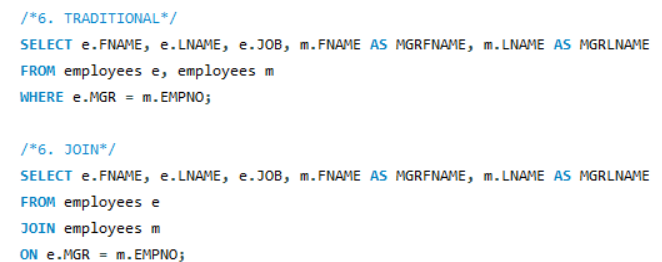 /*6. TRADITIONAL*/
SELECT e.FNAME, e.LNAME, e.JOB, m.FNAME AS MGRFNAME, m.LNAME AS MGRLNAME
FROM employees e, employees m
WHERE e.MGR = m.EMPNO;
/*6. JOIN*/
SELECT e.FNAME, e.LNAME, e.JOB, m.FNAME AS MGRFNAME, m.LNAME AS MGRLNAME
FROM employees e
JOIN employees m
ON e.MGR = m.EMPNO;